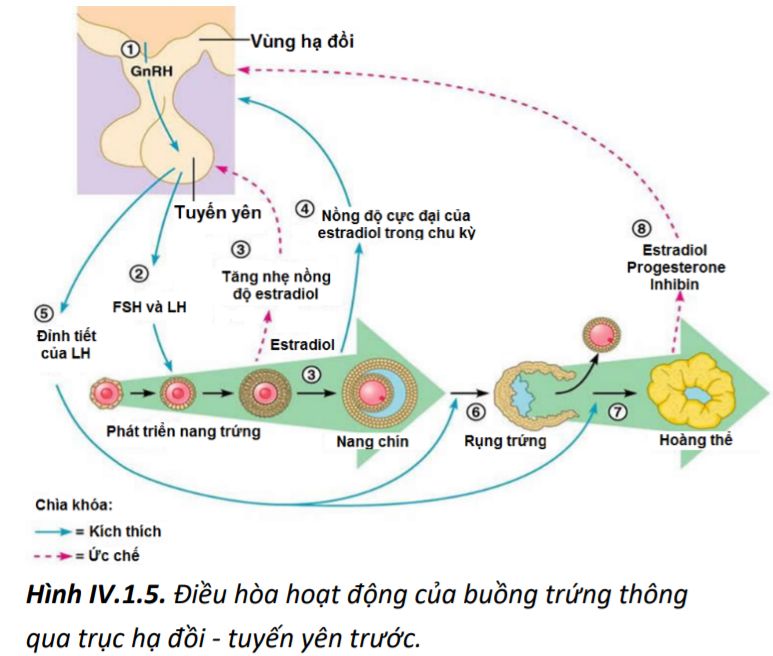 ①
GnRH
Vùng hạ đồi
Tuyến yên
④
Nồng độ cực đại của
estradiol trong chu kỳ
③
Tăng nhẹ nồng
độ estradiol
②
FSH và LH
⑤
Đỉnh tiết
của LH
⑧
Estradiol
Progesterone
Inhibin
Estradiol
③
Phát triển nang trứng
Nang chín
⑥
Rụng trứng
⑦
Hoàng thể
Chìa khóa:
= Kích thích
= Ức chế
Hình IV.1.5. Điều hòa hoạt động của buồng trứng thông
qua trục hạ đồi - tuyến yên trước.